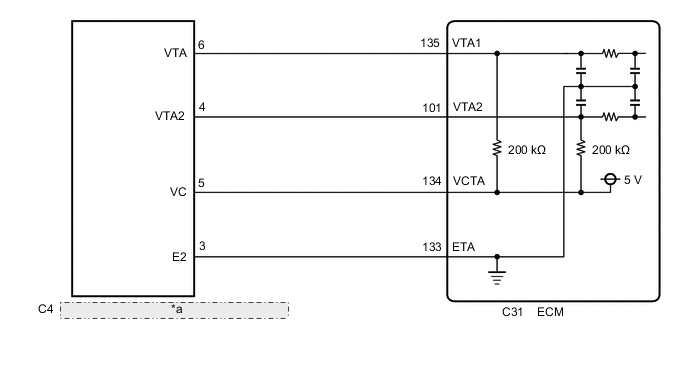 VTA 6 135 VTA1
VTA2 4 101 VTA2
200 kΩ 200 kΩ
VC 5 134 VCTA 5 V
E2 3 133 ETA
C4 *a C31 ECM